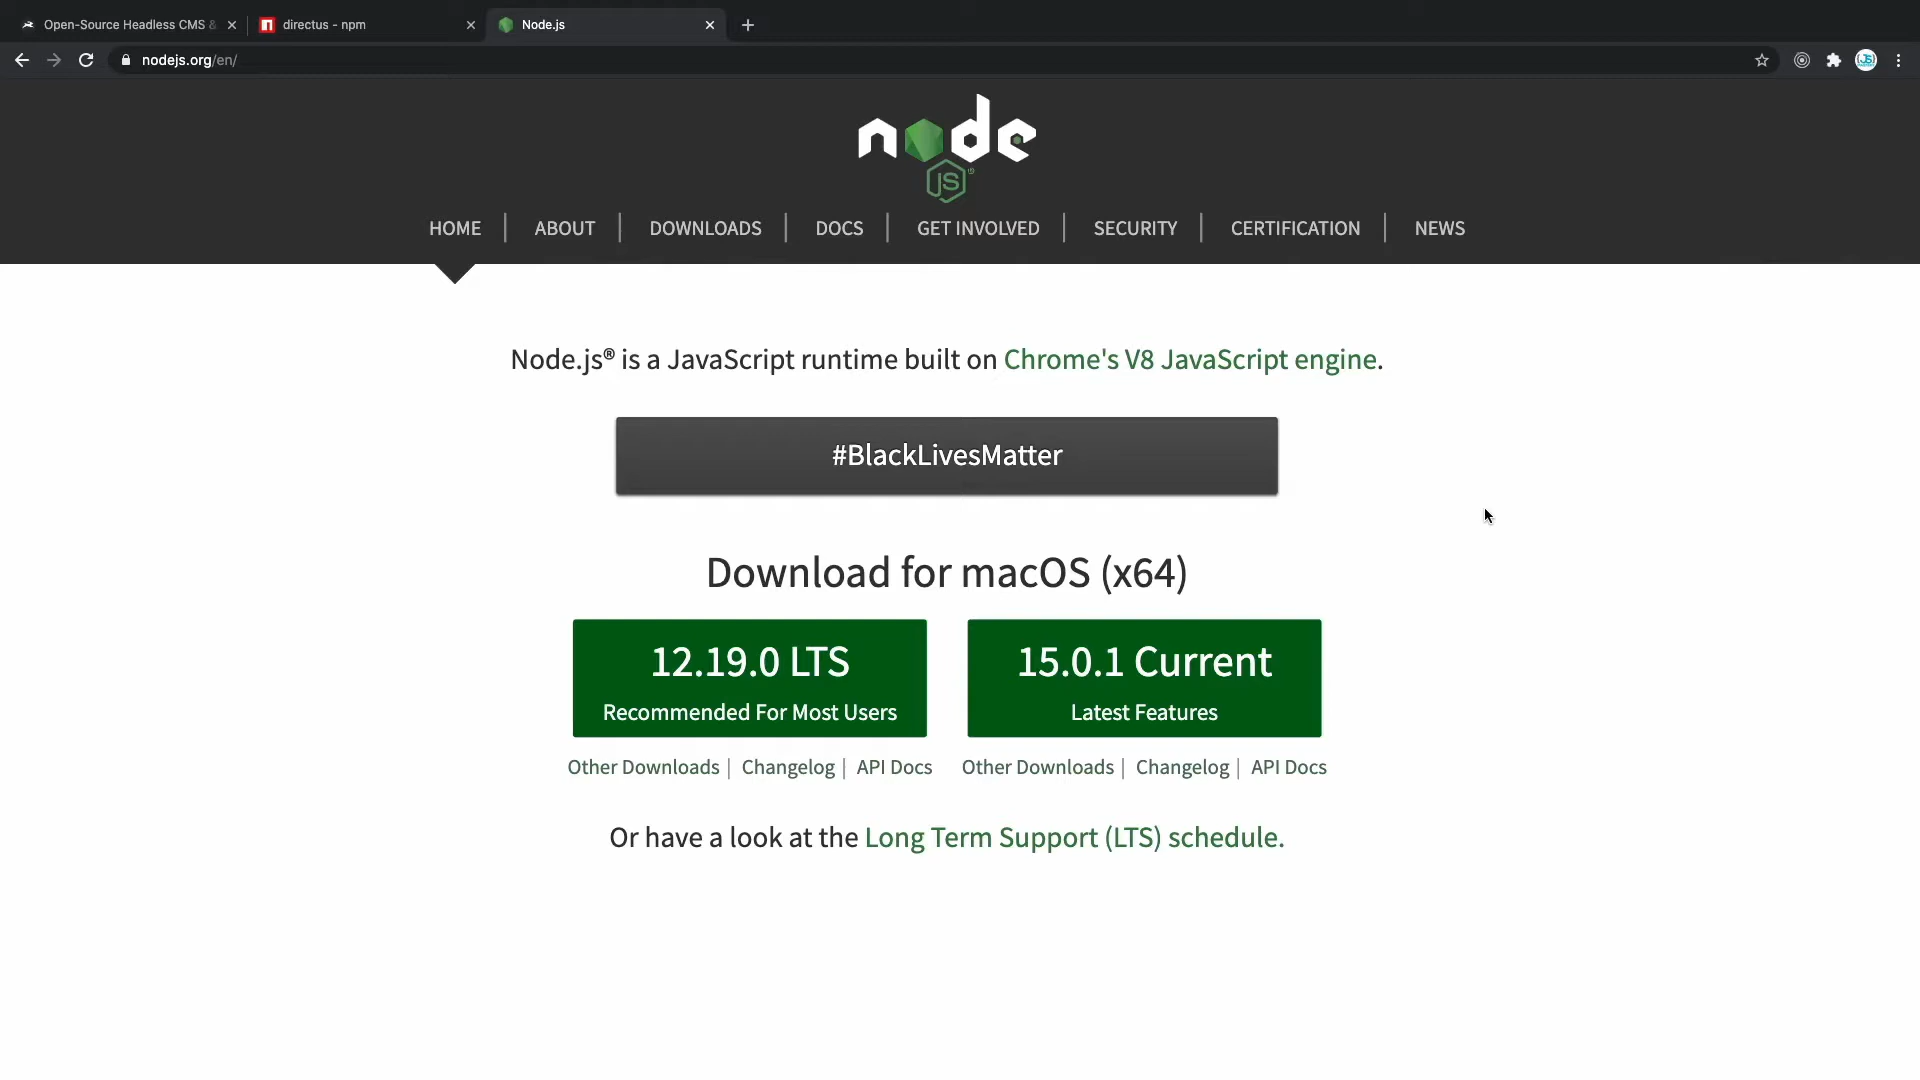 Open-Source Headless CMS &
directus - npm
Node.js
nodejs.org/en/
node
JS
HOME | ABOUT | DOWNLOADS | DOCS | GET INVOLVED | SECURITY | CERTIFICATION | NEWS
Node.js® is a JavaScript runtime built on Chrome's V8 JavaScript engine.
#BlackLivesMatter
Download for macOS (x64)
12.19.0 LTS
Recommended For Most Users
15.0.1 Current
Latest Features
Other Downloads | Changelog | API Docs
Other Downloads | Changelog | API Docs
Or have a look at the Long Term Support (LTS) schedule.